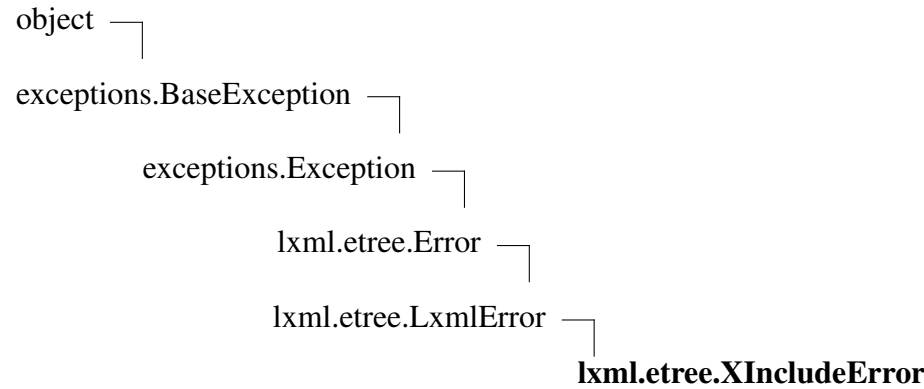 object
exceptions.BaseException
exceptions.Exception
lxml.etree.Error
lxml.etree.LxmlError
lxml.etree.XIncludeError